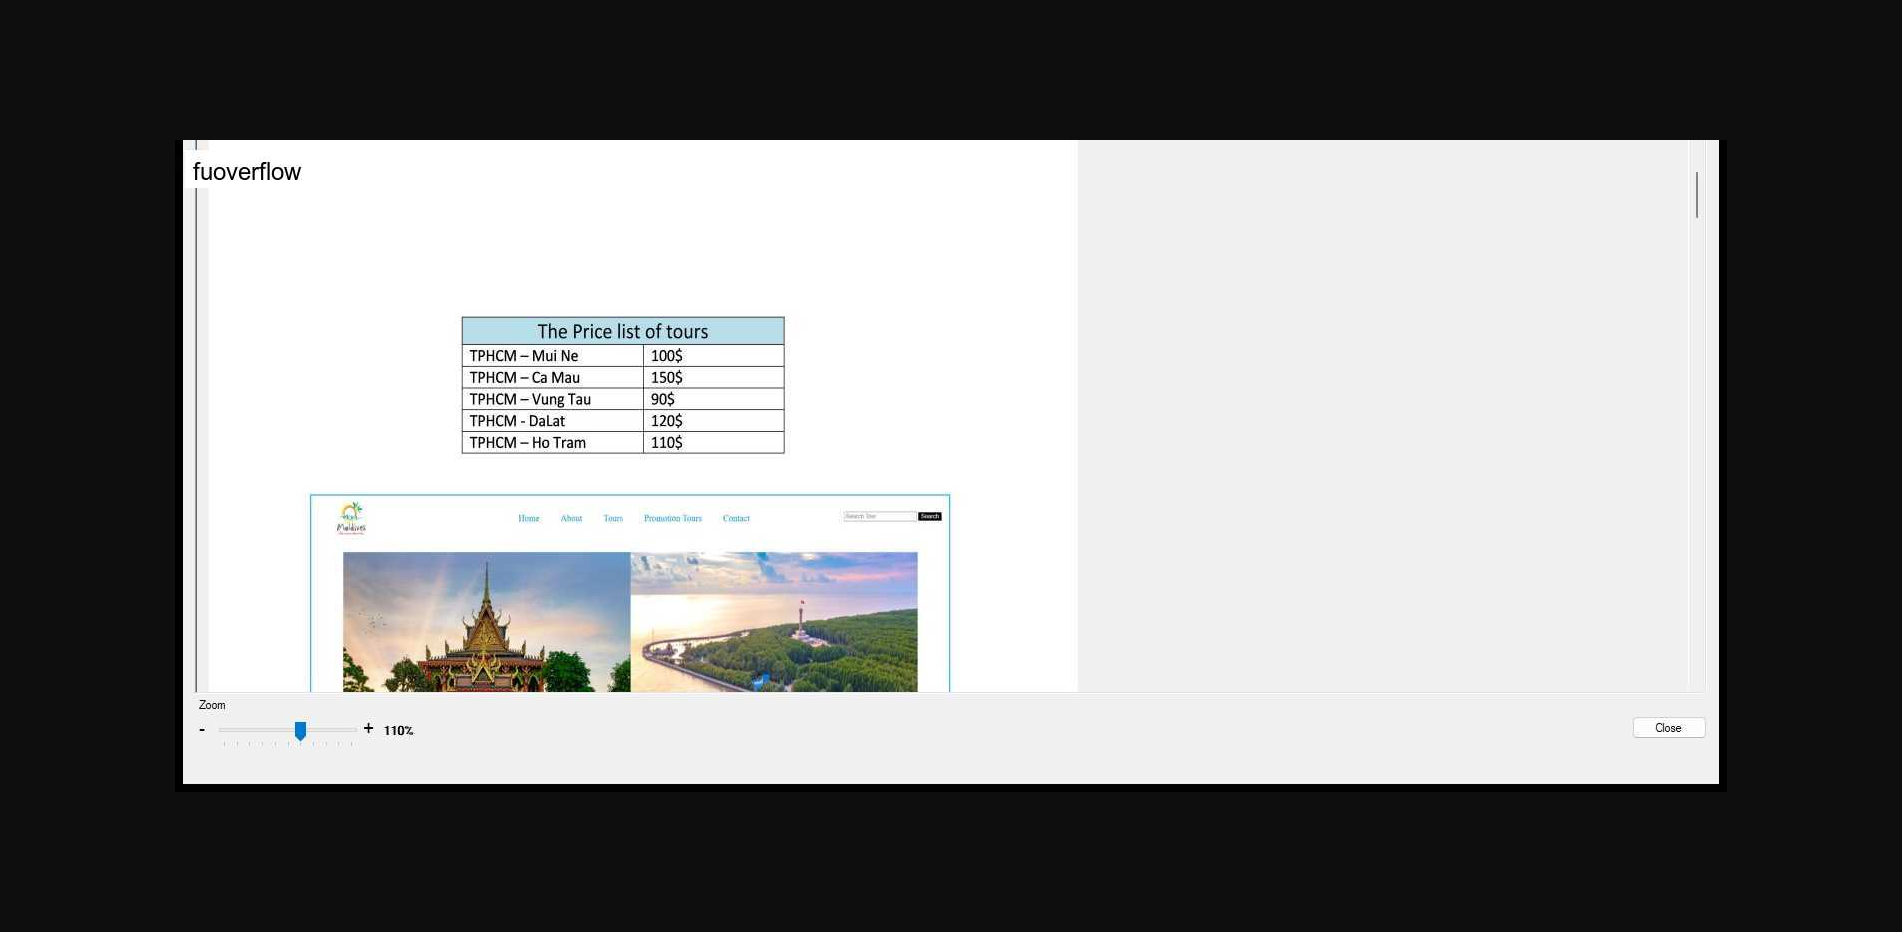 fuoverflow
The Price list of tours
TPHCM – Mui Ne 100$
TPHCM – Ca Mau 150$
TPHCM – Vung Tau 90$
TPHCM - DaLat 120$
TPHCM – Ho Tram 110$
Maldives
Home About Tours Promotion Tours Contact Search Tour Search
Zoom
- + 110%
Close